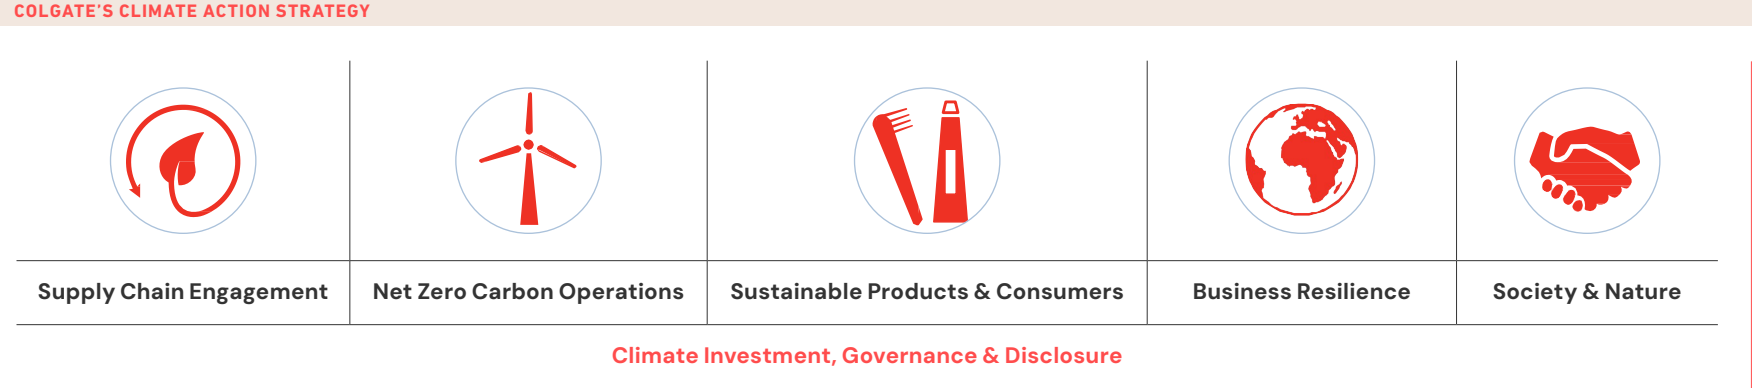 COLGATE'S CLIMATE ACTION STRATEGY
Supply Chain Engagement
Net Zero Carbon Operations
Sustainable Products & Consumers
Business Resilience
Society & Nature
Climate Investment, Governance & Disclosure